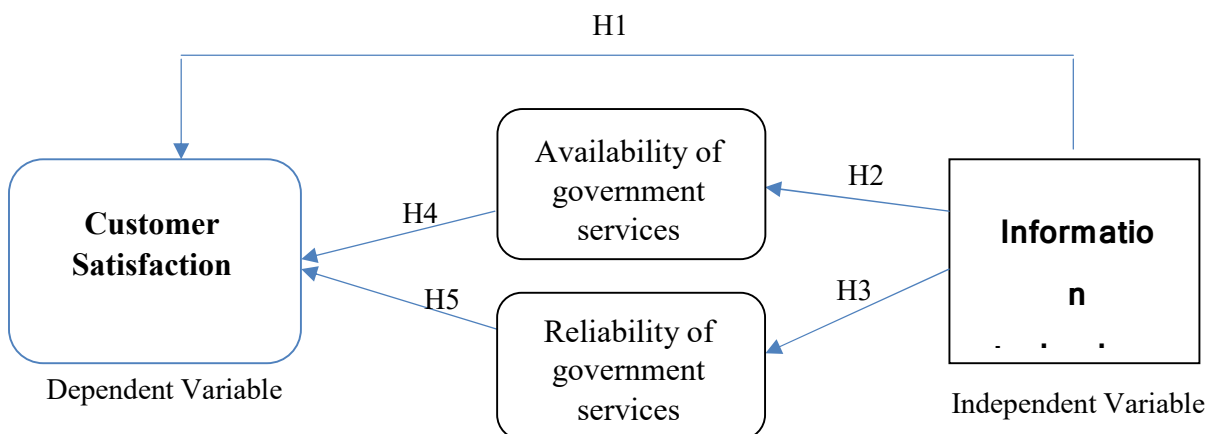 H1
Availability of
government
services
H2
Customer
Satisfaction
H4
Informatio
n
H5
H3
Reliability of
government
services
Dependent Variable
Independent Variable